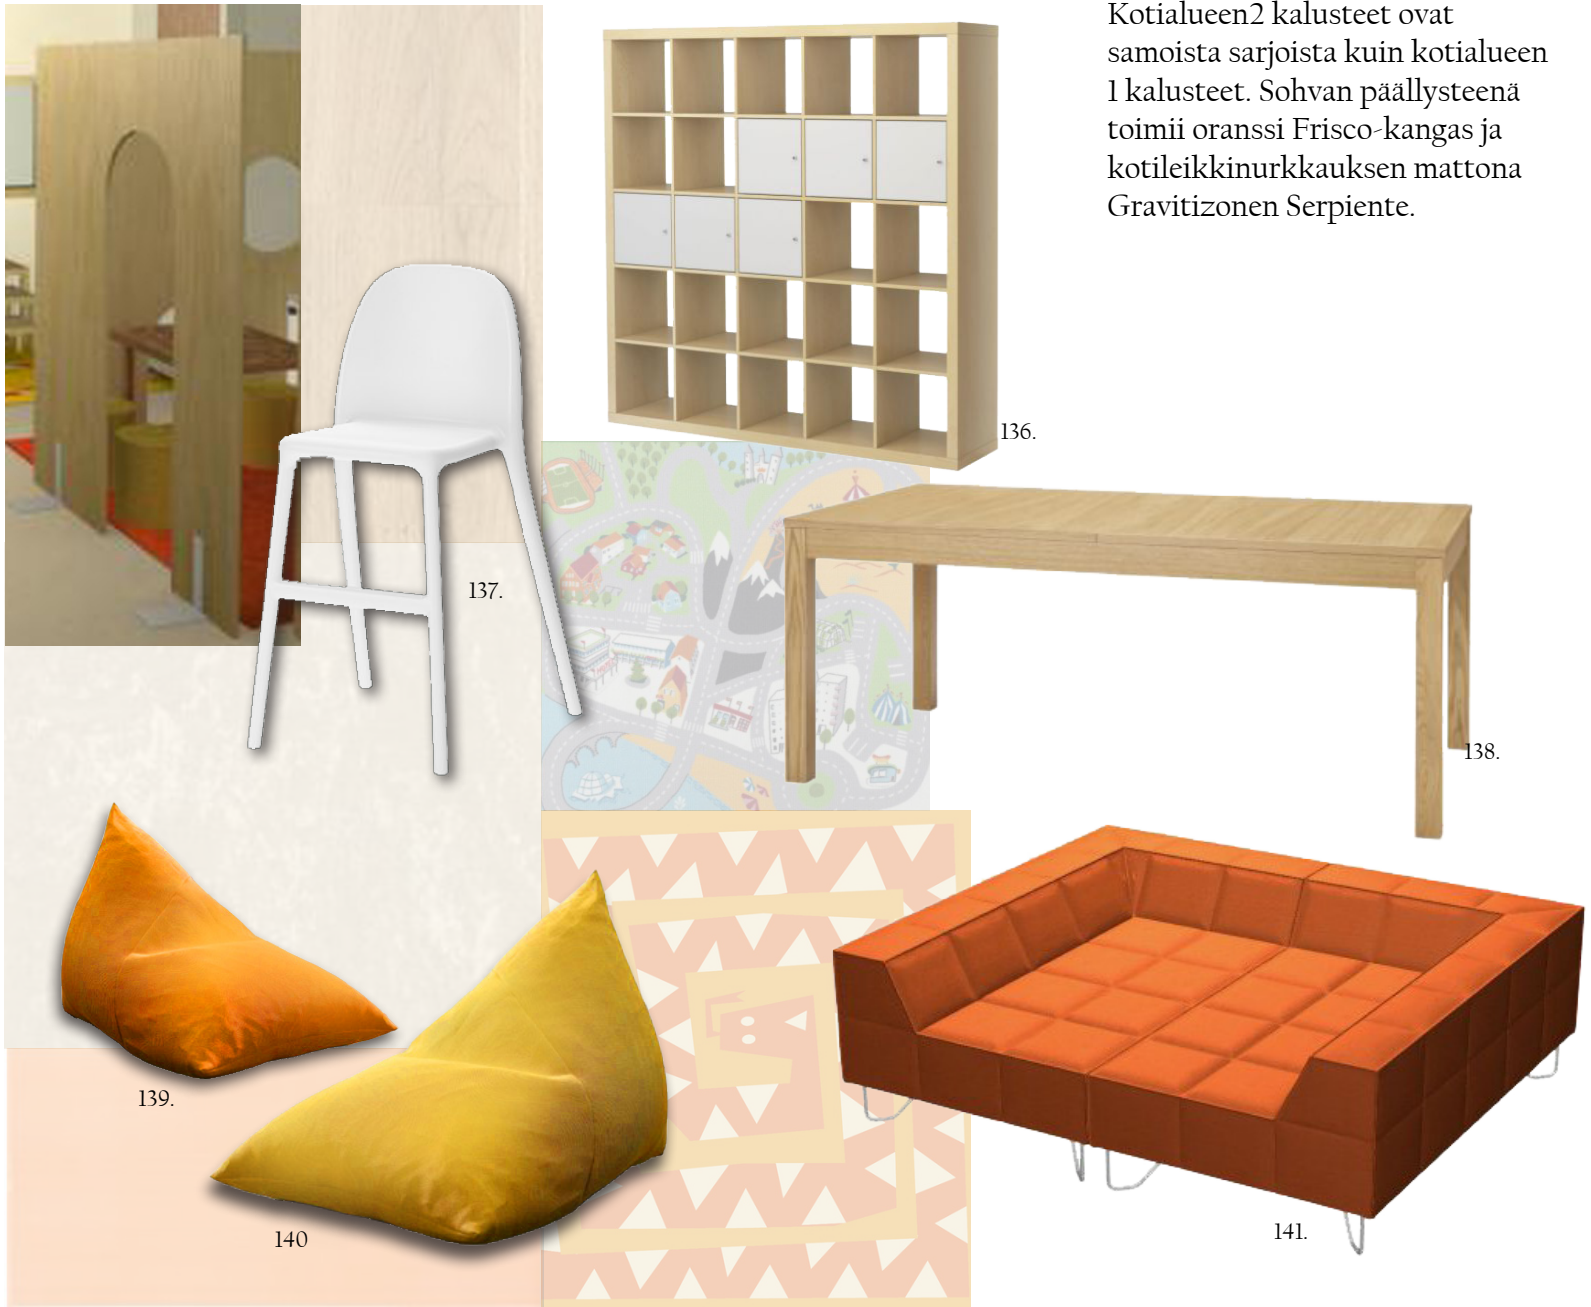 Kotialueen2 kalusteet ovat
samoista sarjoista kuin kotialueen
1 kalusteet. Sohvan päällysteenä
toimii oranssi Frisco-kangas ja
kotileikkinurkkauksen mattona
Gravitizonen Serpiente.
136.
137.
138.
139.
140
141.